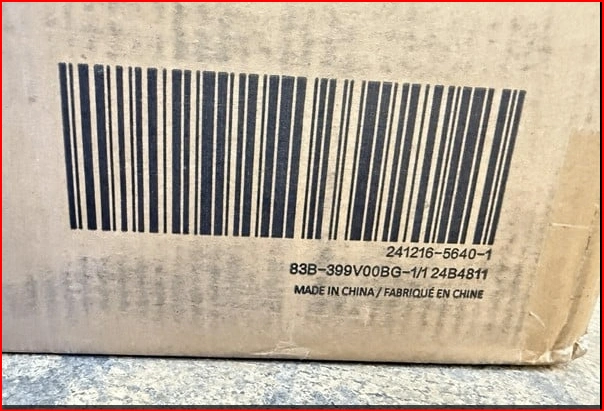 241216-5640-1
83B-399V00BG-1/1 24B4811
MADE IN CHINA / FABRIQUÉ EN CHINE